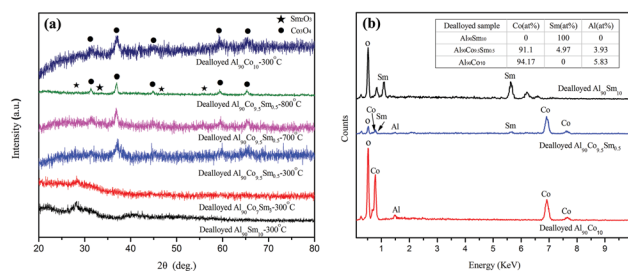 (a)
★ Sm₂O₃
● Co₃O₄
Dealloyed Al₉₀Co₁₀-300°C
Dealloyed Al₉₀Co₉.₅Sm₀.₅-800°C
Dealloyed Al₉₀Co₉.₅Sm₀.₅-700°C
Dealloyed Al₉₀Co₉.₅Sm₀.₅-300°C
Dealloyed Al₉₀Co₅Sm₅-300°C
Dealloyed Al₉₀Sm₁₀-300°C
Intensity (a.u.)
20 30 40 50 60 70 80
2θ (deg.)
(b)
Dealloyed sample Co(at%) Sm(at%) Al(at%)
Al₉₀Sm₁₀ 0 100 0
Al₉₀Co₉.₅Sm₀.₅ 91.1 4.97 3.93
Al₉₀Co₁₀ 94.17 0 5.83
O
Sm
Sm
Dealloyed Al₉₀Sm₁₀
Co
O
Sm
Al
Sm
Co
Co
Dealloyed Al₉₀Co₉.₅Sm₀.₅
O
Co
Al
Co
Co
Dealloyed Al₉₀Co₁₀
Counts
0 1 2 3 4 5 6 7 8 9
Energy (KeV)